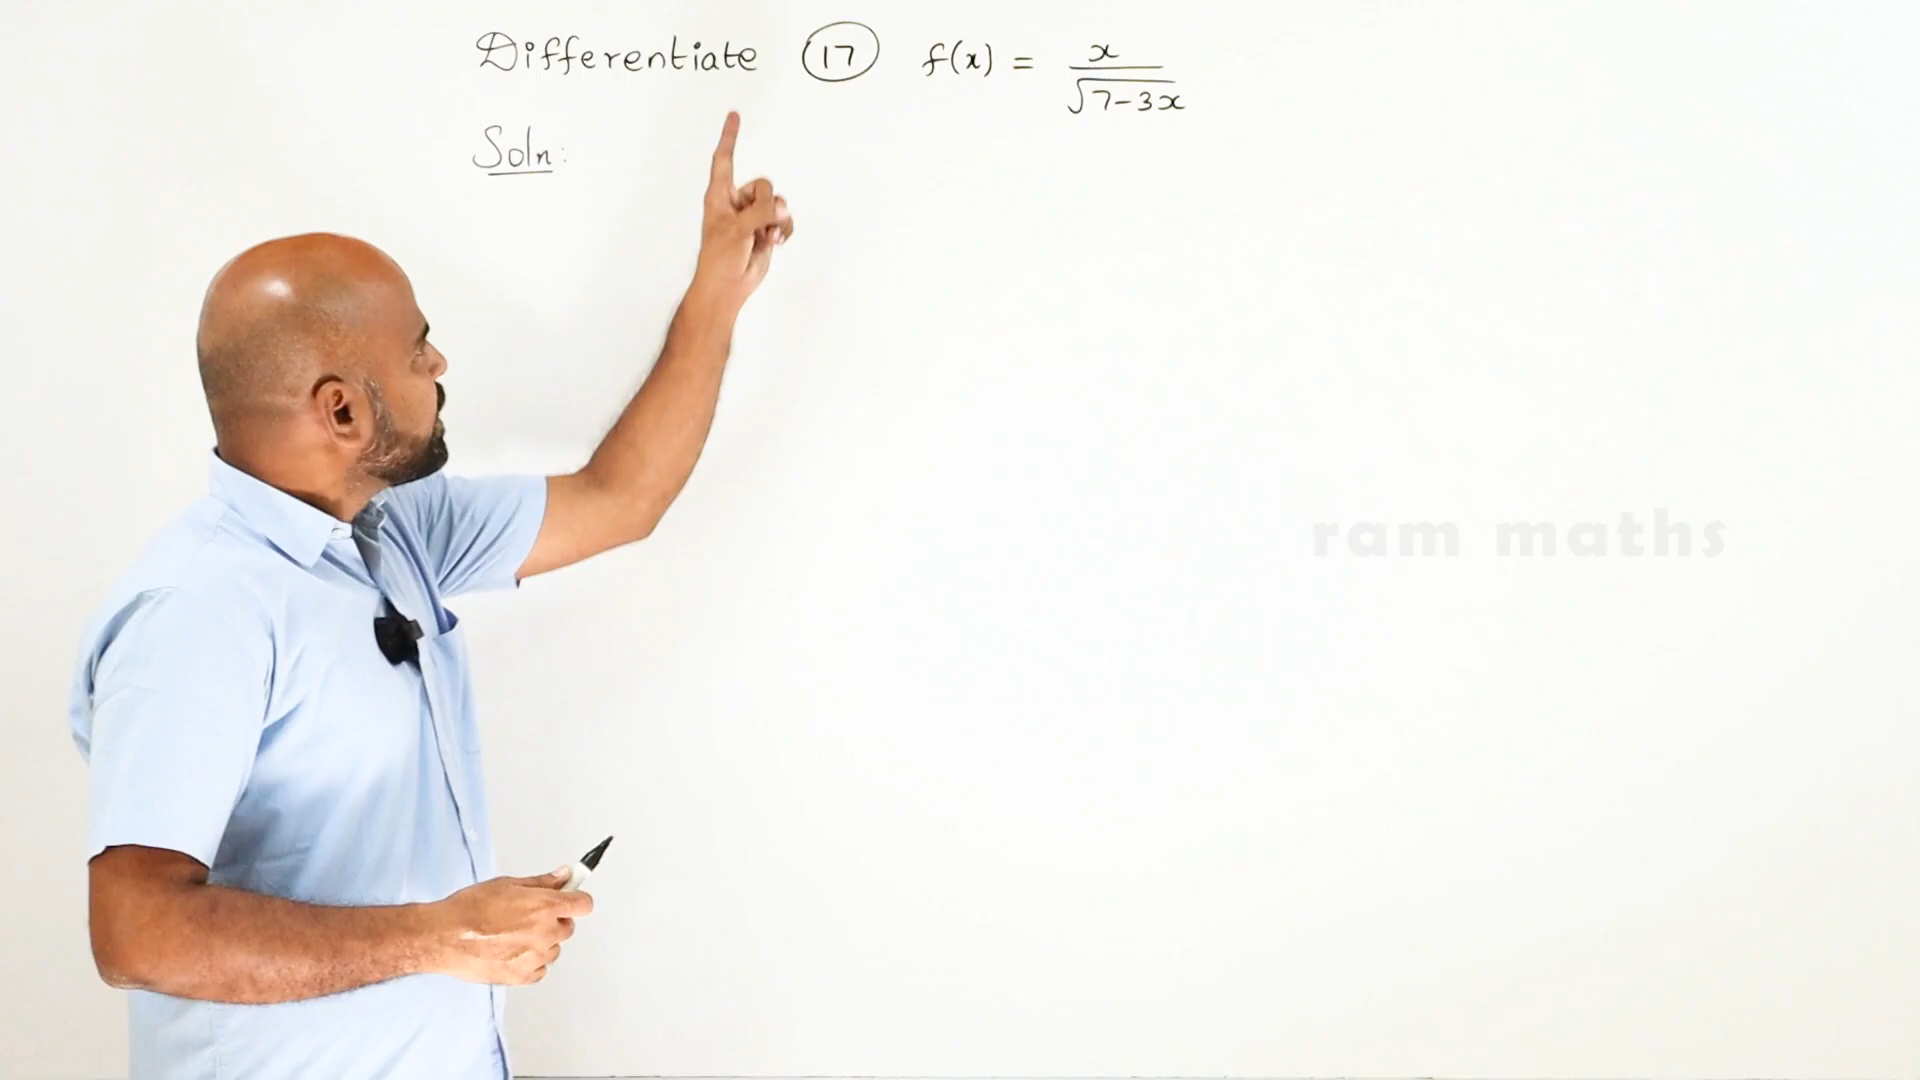 Differentiate 17 f(x) = x/√7-3x
Soln:
ram maths